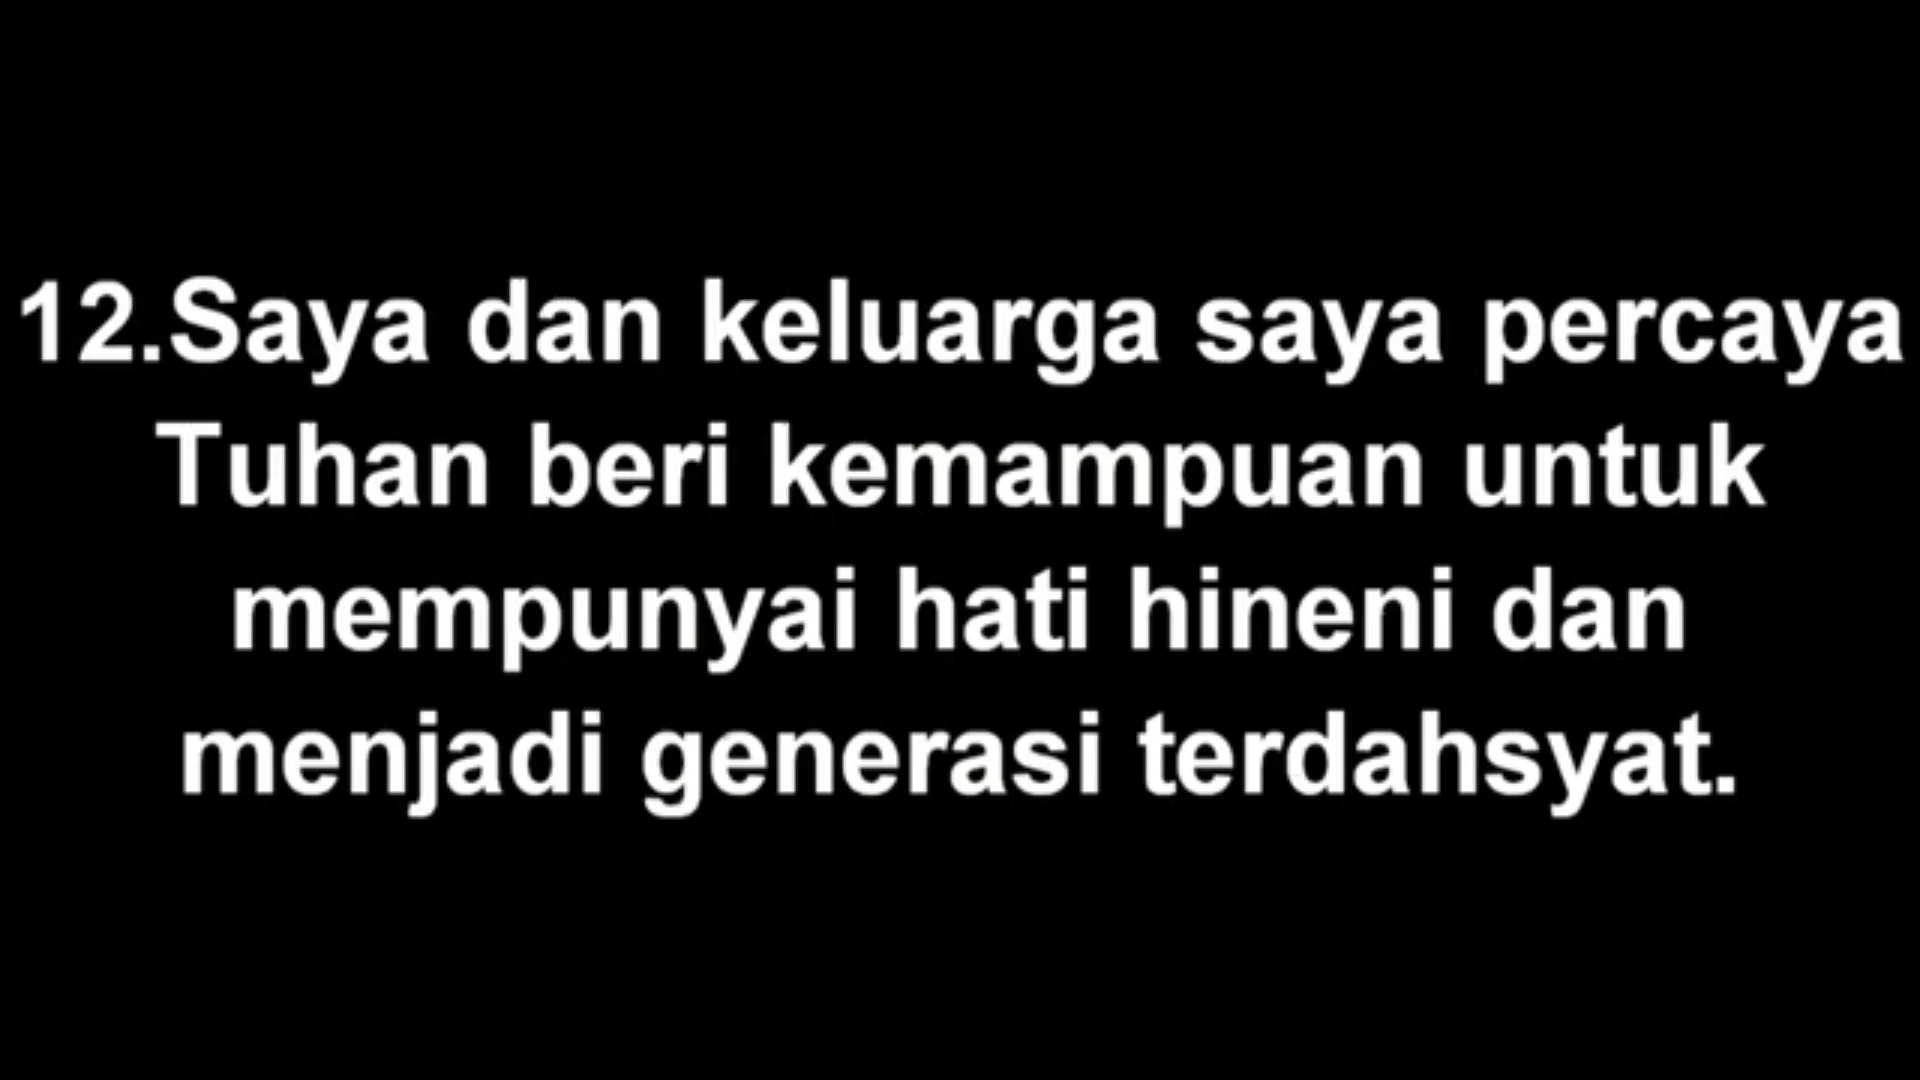 12.Saya dan keluarga saya percaya
Tuhan beri kemampuan untuk
mempunyai hati hineni dan
menjadi generasi terdahsyat.